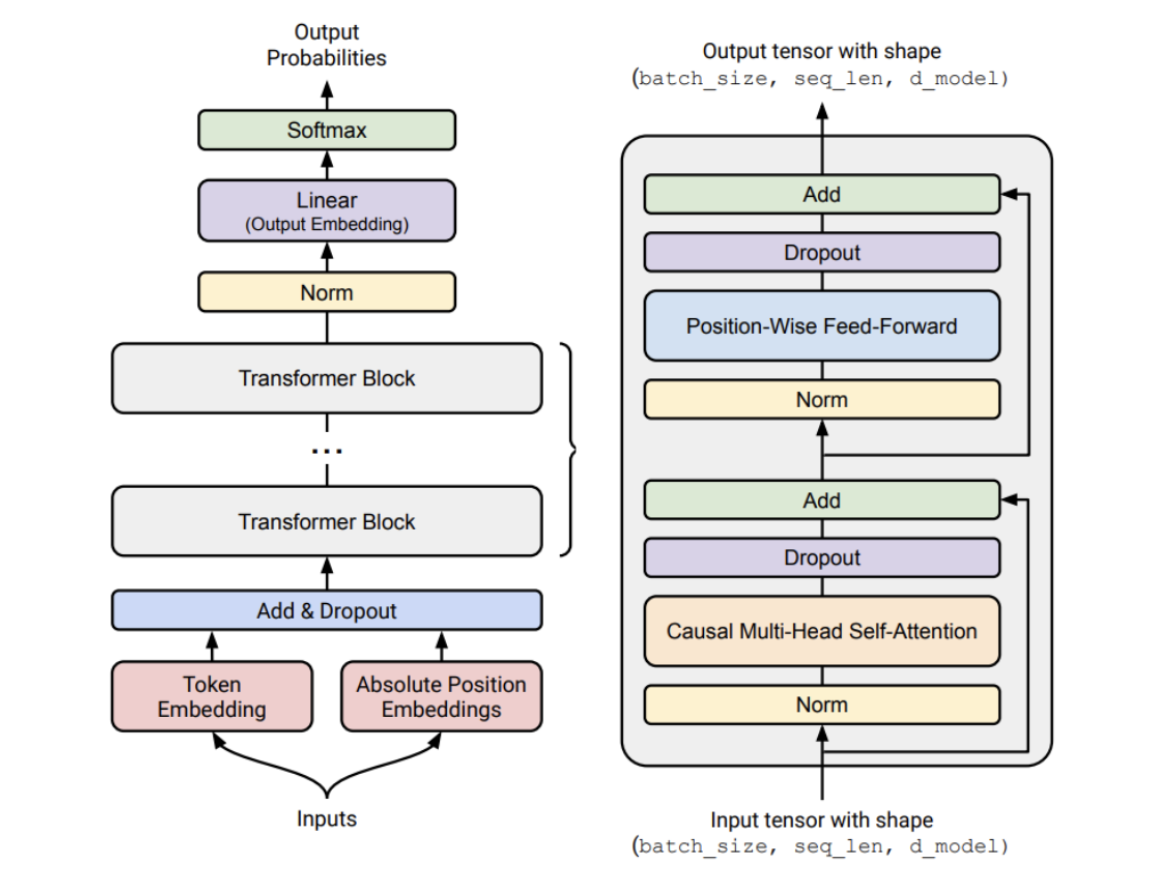 Output
Probabilities
Softmax
Linear
(Output Embedding)
Norm
Transformer Block
...
Transformer Block
Add & Dropout
Token
Embedding
Absolute Position
Embeddings
Inputs
Output tensor with shape
(batch_size, seq_len, d_model)
Add
Dropout
Position-Wise Feed-Forward
Norm
Add
Dropout
Causal Multi-Head Self-Attention
Norm
Input tensor with shape
(batch_size, seq_len, d_model)